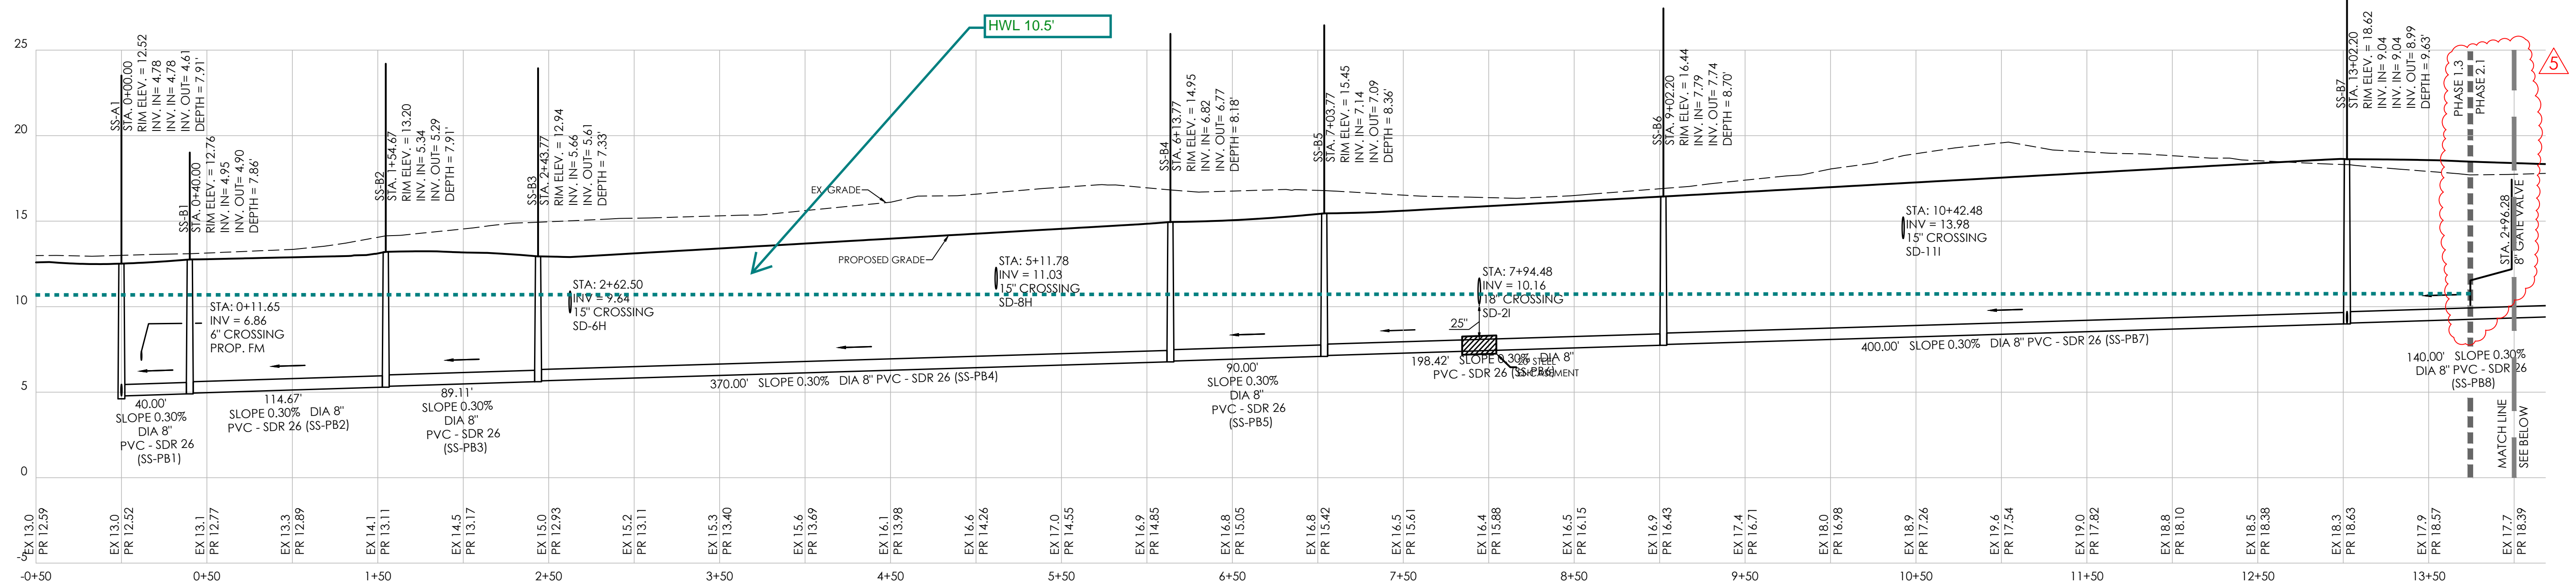 HWL 10.5'
25
20
15
10
5
0
-5
SS-A1
STA. 0+00.00
RIM ELEV. = 12.52
INV. IN= 4.78
INV. IN= 4.78
INV. OUT= 4.61
DEPTH = 7.91'
SS-B1
STA. 0+40.00
RIM ELEV. = 12.76
INV. IN= 4.95
INV. OUT= 4.90
DEPTH = 7.86'
SS-B2
STA. 1+54.67
RIM ELEV. = 13.20
INV. IN= 5.34
INV. OUT= 5.29
DEPTH = 7.91'
SS-B3
STA. 2+43.77
RIM ELEV. = 12.94
INV. IN= 5.66
INV. OUT= 5.61
DEPTH = 7.33'
SS-B4
STA. 6+13.77
RIM ELEV. = 14.95
INV. IN= 6.82
INV. OUT= 6.77
DEPTH = 8.18'
SS-B5
STA. 7+03.77
RIM ELEV. = 15.45
INV. IN= 7.14
INV. OUT= 7.09
DEPTH = 8.36'
SS-B6
STA. 9+02.20
RIM ELEV. = 16.44
INV. IN= 7.79
INV. OUT= 7.74
DEPTH = 8.70'
SS-B7
STA. 13+02.20
RIM ELEV. = 18.62
INV. IN= 9.04
INV. IN= 9.04
INV. OUT= 8.99
DEPTH = 9.63'
PHASE 1.3
PHASE 2.1
5
STA. 2+96.28
8" GATE VALVE
EX. GRADE
PROPOSED GRADE
STA: 0+11.65
INV = 6.86
6" CROSSING
PROP. FM
STA: 2+62.50
INV = 9.64
15" CROSSING
SD-6H
STA: 5+11.78
INV = 11.03
15" CROSSING
SD-8H
STA: 7+94.48
INV = 10.16
18" CROSSING
SD-2I
25"
STA: 10+42.48
INV = 13.98
15" CROSSING
SD-11I
40.00'
SLOPE 0.30%
DIA 8"
PVC - SDR 26
(SS-PB1)
114.67'
SLOPE 0.30% DIA 8"
PVC - SDR 26 (SS-PB2)
89.11'
SLOPE 0.30%
DIA 8"
PVC - SDR 26
(SS-PB3)
370.00' SLOPE 0.30% DIA 8" PVC - SDR 26 (SS-PB4)
90.00'
SLOPE 0.30%
DIA 8"
PVC - SDR 26
(SS-PB5)
198.42' SLOPE 0.30% DIA 8"
PVC - SDR 26 (SS-PB6)
STEEL
400.00' SLOPE 0.30% DIA 8" PVC - SDR 26 (SS-PB7)
140.00' SLOPE 0.30%
DIA 8" PVC - SDR 26
(SS-PB8)
MATCH LINE
SEE BELOW
EX 13.0
PR 12.59
EX 13.0
PR 12.52
EX 13.1
PR 12.77
EX 13.3
PR 12.89
EX 14.1
PR 13.11
EX 14.5
PR 13.17
EX 15.0
PR 12.93
EX 15.2
PR 13.11
EX 15.3
PR 13.40
EX 15.6
PR 13.69
EX 16.1
PR 13.98
EX 16.6
PR 14.26
EX 17.0
PR 14.55
EX 16.9
PR 14.85
EX 16.8
PR 15.05
EX 16.8
PR 15.42
EX 16.5
PR 15.61
EX 16.4
PR 15.88
EX 16.5
PR 16.15
EX 16.9
PR 16.43
EX 17.4
PR 16.71
EX 18.0
PR 16.98
EX 18.9
PR 17.26
EX 19.6
PR 17.54
EX 19.0
PR 17.82
EX 18.8
PR 18.10
EX 18.5
PR 18.38
EX 18.3
PR 18.63
EX 17.9
PR 18.57
EX 17.7
PR 18.39
-0+50
0+50
1+50
2+50
3+50
4+50
5+50
6+50
7+50
8+50
9+50
10+50
11+50
12+50
13+50